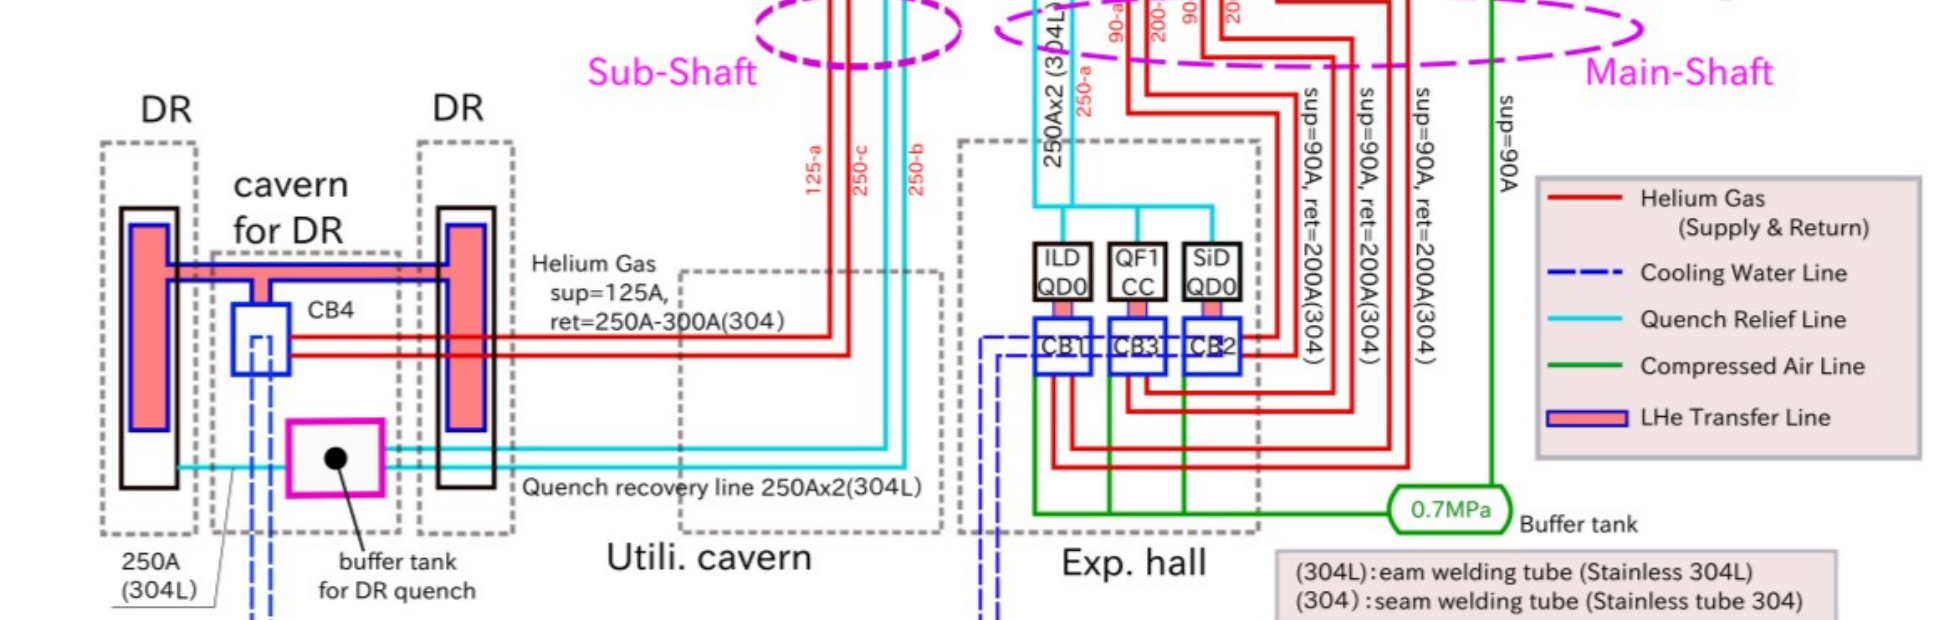 Sub-Shaft
Main-Shaft
250Ax2 (304L)
250-a
90-a
200-
90
20
DR
DR
125-a
250-c
250-b
sup=90A, ret=200A(304)
sup=90A, ret=200A(304)
sup=90A, ret=200A(304)
sup=90A
cavern
for DR
Helium Gas
sup=125A,
ret=250A-300A(304)
CB4
ILD
QD0
QF1
CC
SiD
QD0
CB1
CB3
CB2
Helium Gas
(Supply & Return)
Cooling Water Line
Quench Relief Line
Compressed Air Line
LHe Transfer Line
Quench recovery line 250Ax2(304L)
0.7MPa
Buffer tank
250A
(304L)
buffer tank
for DR quench
Utili. cavern
Exp. hall
(304L):eam welding tube (Stainless 304L)
(304) :seam welding tube (Stainless tube 304)